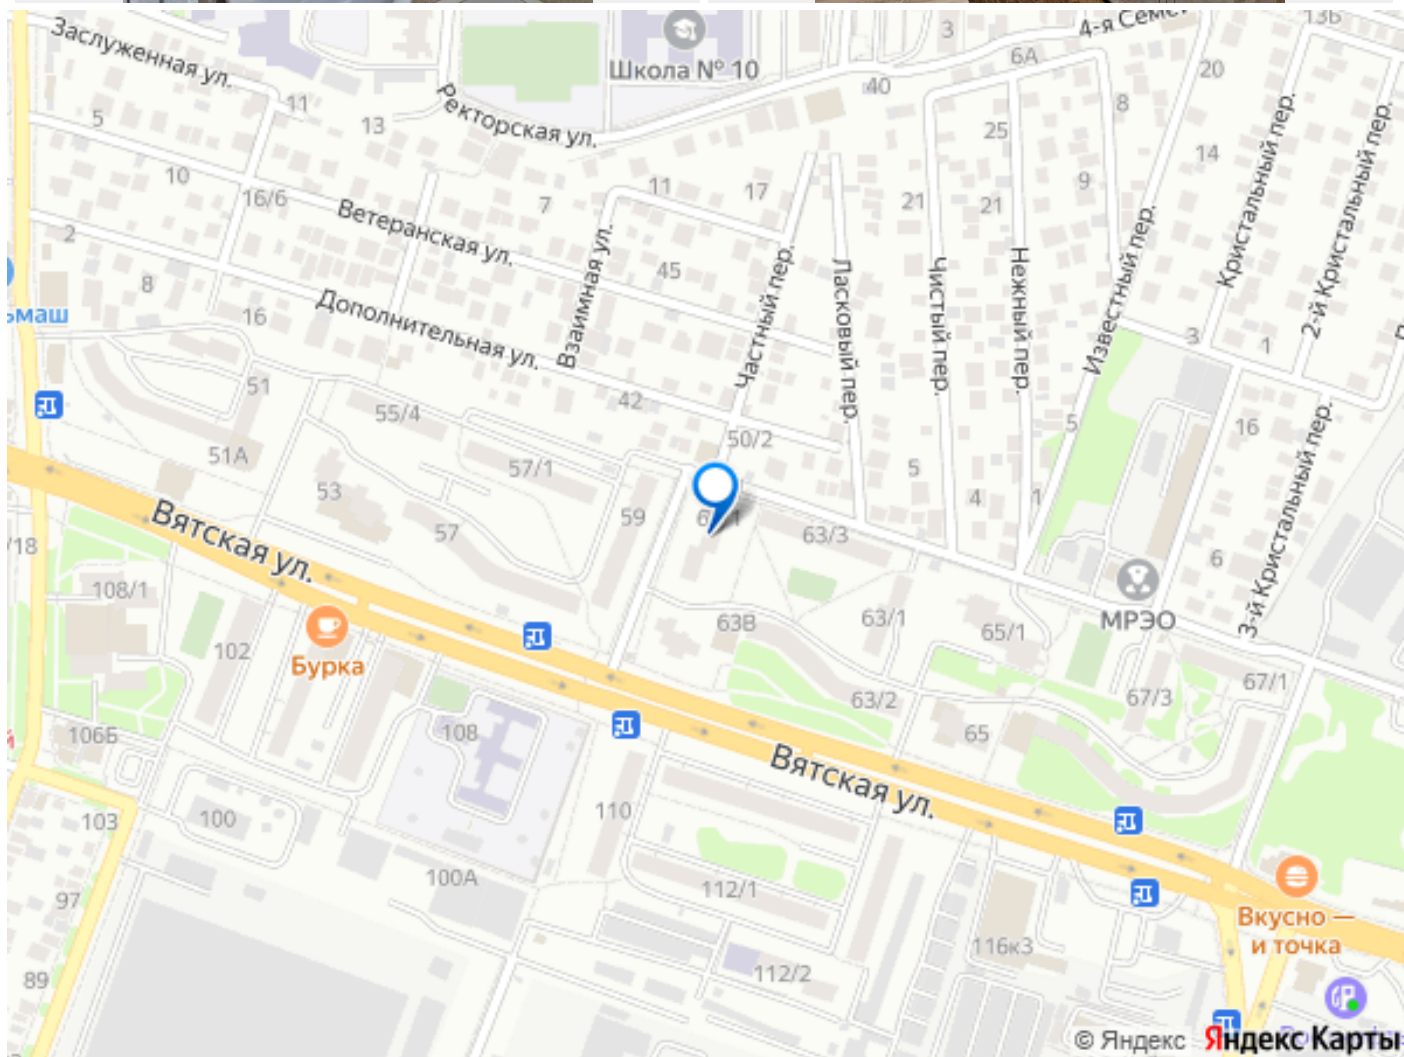 13Б
4-я Семе
3
6А
Заслуженная ул.
Школа № 10
20
40
8
11
Ректорская ул.
5
13
25
Кристальный пер.
2-й Кристальный пер.
14
10
16/6
7
11
17
21
21
9
Ветеранская ул.
2
Взаимная ул.
45
Частный пер.
Ласковый пер.
Чистый пер.
Нежный пер.
Известный пер.
8
ьмаш
16
Дополнительная ул.
3
1
51
55/4
42
50/2
5
16
3-й Кристальный пер.
51А
57/1
5
4
1
53
59
63/3
Вятская ул.
57
6
/18
108/1
МРЭО
63В
63/1
65/1
102
Бурка
67/3
67/1
63/2
106Б
108
65
Вятская ул.
103
100
110
100А
112/1
97
Вкусно —
и точка
116к3
112/2
89
© Яндекс Яндекс Карты